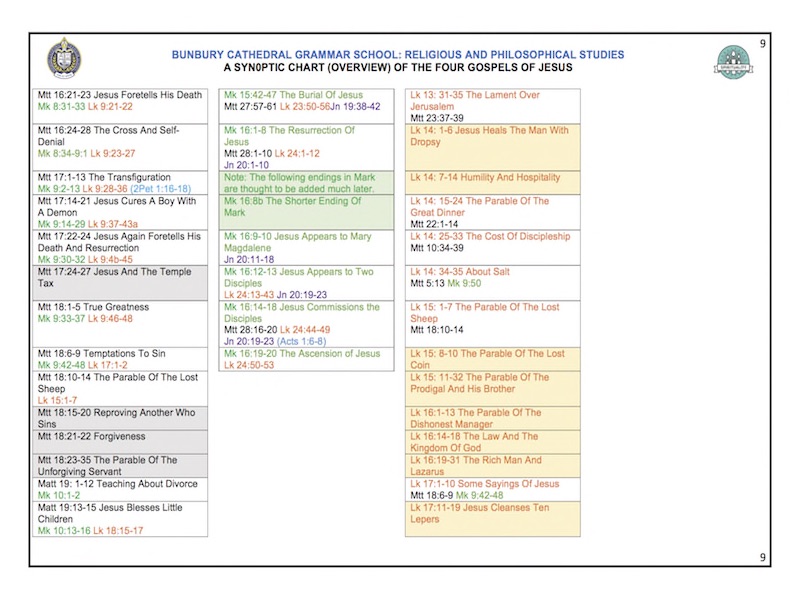 9
BUNBURY CATHEDRAL GRAMMAR SCHOOL: RELIGIOUS AND PHILOSOPHICAL STUDIES
A SYN0PTIC CHART (OVERVIEW) OF THE FOUR GOSPELS OF JESUS
SPIRITUALITY
Mtt 16:21-23 Jesus Foretells His Death
Mk 8:31-33 Lk 9:21-22
Mtt 16:24-28 The Cross And Self-
Denial
Mk 8:34-9:1 Lk 9:23-27
Mtt 17:1-13 The Transfiguration
Mk 9:2-13 Lk 9:28-36 (2Pet 1:16-18)
Mtt 17:14-21 Jesus Cures A Boy With
A Demon
Mk 9:14-29 Lk 9:37-43a
Mtt 17:22-24 Jesus Again Foretells His
Death And Resurrection
Mk 9:30-32 Lk 9:4b-45
Mtt 17:24-27 Jesus And The Temple
Tax
Mtt 18:1-5 True Greatness
Mk 9:33-37 Lk 9:46-48
Mtt 18:6-9 Temptations To Sin
Mk 9:42-48 Lk 17:1-2
Mtt 18:10-14 The Parable Of The Lost
Sheep
Lk 15:1-7
Mtt 18:15-20 Reproving Another Who
Sins
Mtt 18:21-22 Forgiveness
Mtt 18:23-35 The Parable Of The
Unforgiving Servant
Matt 19: 1-12 Teaching About Divorce
Mk 10:1-2
Matt 19:13-15 Jesus Blesses Little
Children
Mk 10:13-16 Lk 18:15-17
Mk 15:42-47 The Burial Of Jesus
Mtt 27:57-61 Lk 23:50-56Jn 19:38-42
Mk 16:1-8 The Resurrection Of
Jesus
Mtt 28:1-10 Lk 24:1-12
Jn 20:1-10
Note: The following endings in Mark
are thought to be added much later.
Mk 16:8b The Shorter Ending Of
Mark
Mk 16:9-10 Jesus Appears to Mary
Magdalene
Jn 20:11-18
Mk 16:12-13 Jesus Appears to Two
Disciples
Lk 24:13-43 Jn 20:19-23
Mk 16:14-18 Jesus Commissions the
Disciples
Mtt 28:16-20 Lk 24:44-49
Jn 20:19-23 (Acts 1:6-8)
Mk 16:19-20 The Ascension of Jesus
Lk 24:50-53
Lk 13: 31-35 The Lament Over
Jerusalem
Mtt 23:37-39
Lk 14: 1-6 Jesus Heals The Man With
Dropsy
Lk 14: 7-14 Humility And Hospitality
Lk 14: 15-24 The Parable Of The
Great Dinner
Mtt 22:1-14
Lk 14: 25-33 The Cost Of Discipleship
Mtt 10:34-39
Lk 14: 34-35 About Salt
Mtt 5:13 Mk 9:50
Lk 15: 1-7 The Parable Of The Lost
Sheep
Mtt 18:10-14
Lk 15: 8-10 The Parable Of The Lost
Coin
Lk 15: 11-32 The Parable Of The
Prodigal And His Brother
Lk 16:1-13 The Parable Of The
Dishonest Manager
Lk 16:14-18 The Law And The
Kingdom Of God
Lk 16:19-31 The Rich Man And
Lazarus
Lk 17:1-10 Some Sayings Of Jesus
Mtt 18:6-9 Mk 9:42-48
Lk 17:11-19 Jesus Cleanses Ten
Lepers
9